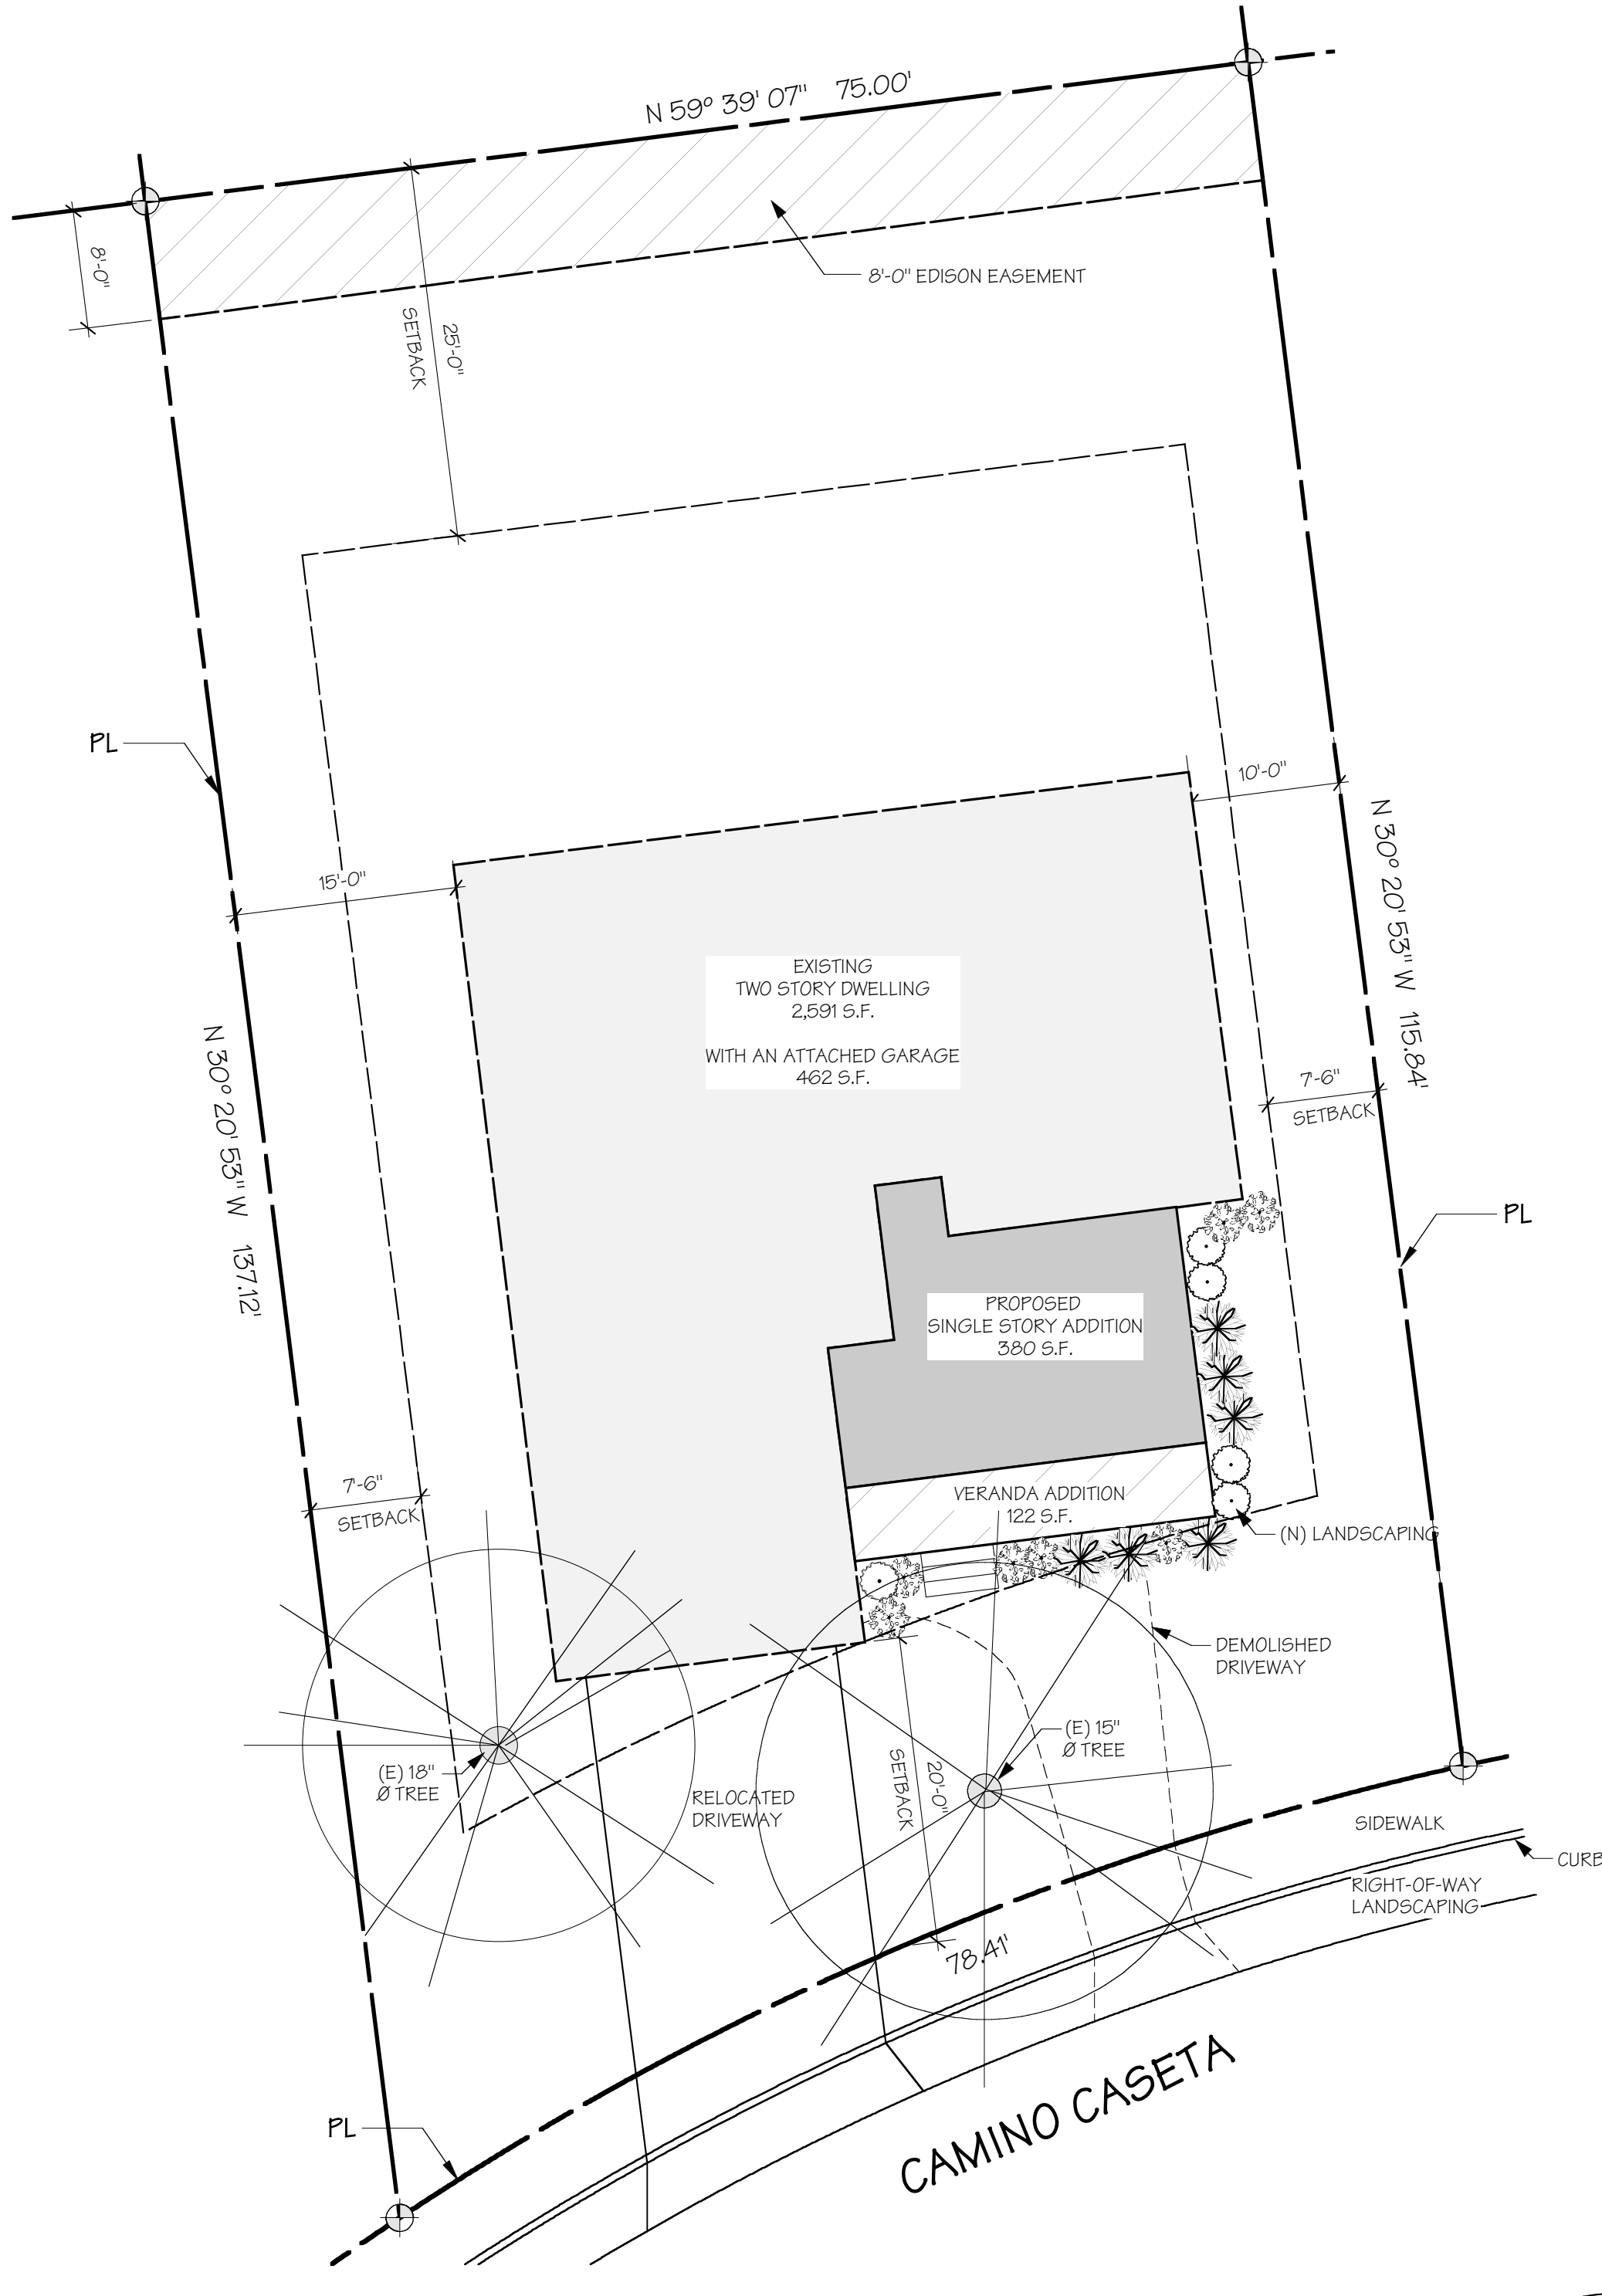 N 59° 39' 07" 75.00'
8'-0"
8'-0" EDISON EASEMENT
25'-0"
SETBACK
PL
10'-0"
15'-0"
N 30° 20' 53" W 115.84'
EXISTING
TWO STORY DWELLING
2,591 S.F.
WITH AN ATTACHED GARAGE
462 S.F.
N 30° 20' 53" W 137.12'
7'-6"
SETBACK
PL
PROPOSED
SINGLE STORY ADDITION
380 S.F.
7'-6"
SETBACK
VERANDA ADDITION
122 S.F.
(N) LANDSCAPING
DEMOLISHED
DRIVEWAY
(E) 15"
Ø TREE
(E) 18"
Ø TREE
RELOCATED
DRIVEWAY
20'-0"
SETBACK
SIDEWALK
CURB
RIGHT-OF-WAY
LANDSCAPING
78.41'
CAMINO CASETA
PL